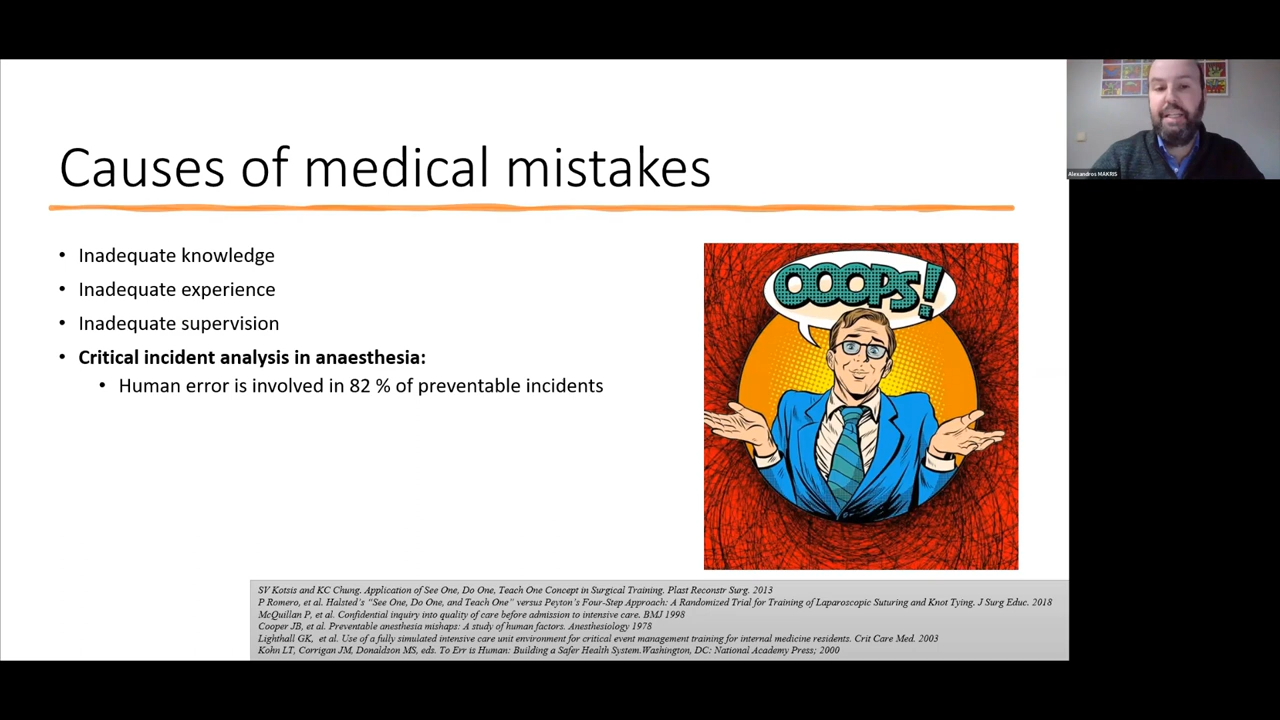 Causes of medical mistakes
• Inadequate knowledge
• Inadequate experience
• Inadequate supervision
• Critical incident analysis in anaesthesia:
• Human error is involved in 82 % of preventable incidents
OOOPS!
Alexandros MAKRIS
SV Kotsis and KC Chung. Application of See One, Do One, Teach One Concept in Surgical Training. Plast Reconstr Surg. 2013
P Romero, et al. Halsted's "See One, Do One, and Teach One" versus Peyton's Four-Step Approach: A Randomized Trial for Training of Laparoscopic Suturing and Knot Tying. J Surg Educ. 2018
McQuillan P, et al. Confidential inquiry into quality of care before admission to intensive care. BMJ 1998
Cooper JB, et al. Preventable anesthesia mishaps: A study of human factors. Anesthesiology 1978
Lighthall GK,  et al. Use of a fully simulated intensive care unit environment for critical event management training for internal medicine residents. Crit Care Med. 2003
Kohn LT, Corrigan JM, Donaldson MS, eds. To Err is Human: Building a Safer Health System.Washington, DC: National Academy Press; 2000